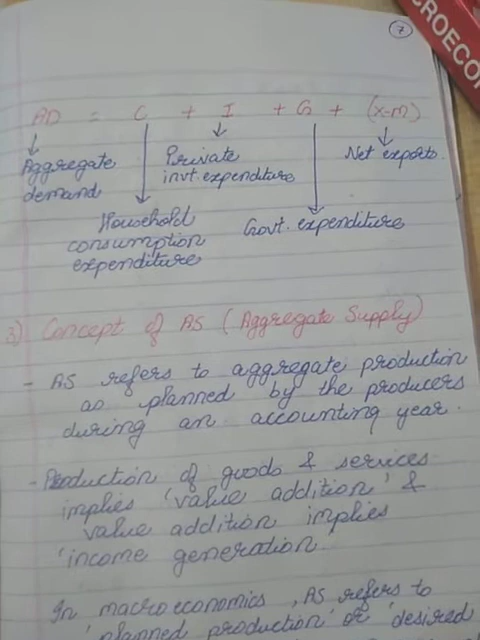 7
ROECO
AD = C + I + G + (X-M)
Aggregate demand
Private invt. expenditure
Net exports.
Household consumption expenditure
Govt. expenditure
3) Concept of AS (Aggregate Supply)
- AS refers to aggregate production
as planned by the producers
during an accounting year.
- Production of goods & services
implies 'value addition' &
value addition implies
'income generation
In macroeconomics, AS refers to
'planned production' or 'desired